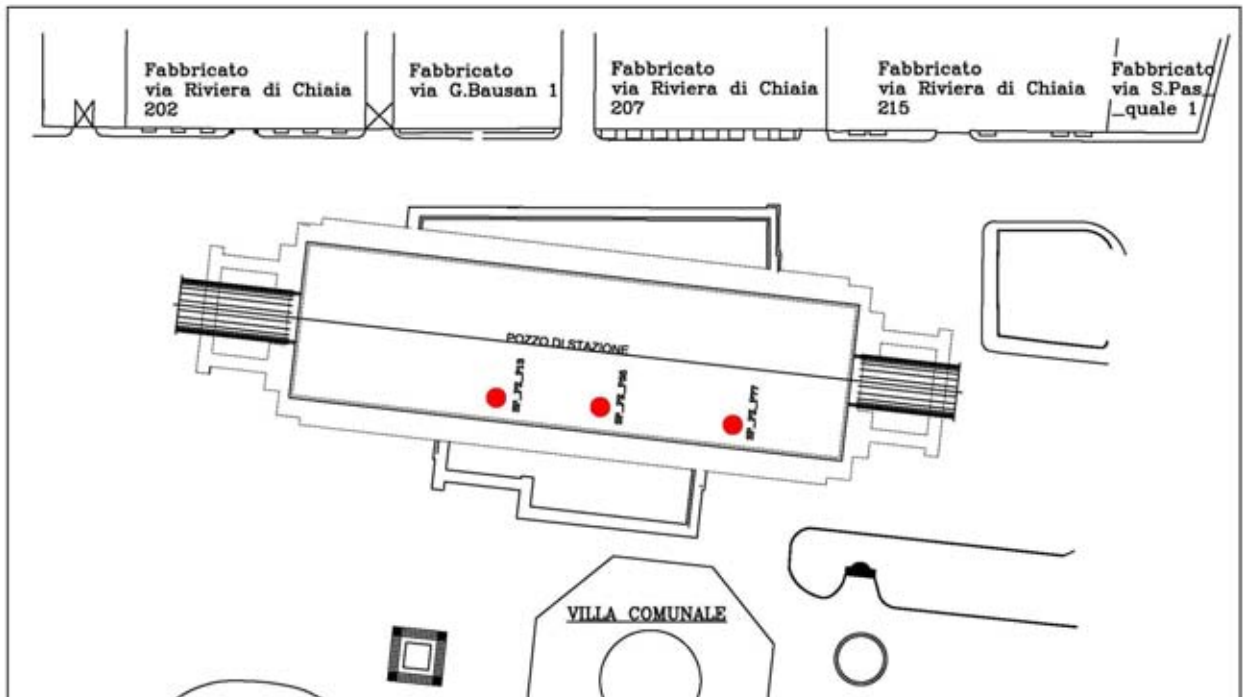 Fabbricato
via Riviera di Chiaia
202
Fabbricato
via G.Bausan 1
Fabbricato
via Riviera di Chiaia
207
Fabbricato
via Riviera di Chiaia
215
Fabbricato
via S.Pas_
_quale 1
POZZO DI STAZIONE
VILLA COMUNALE